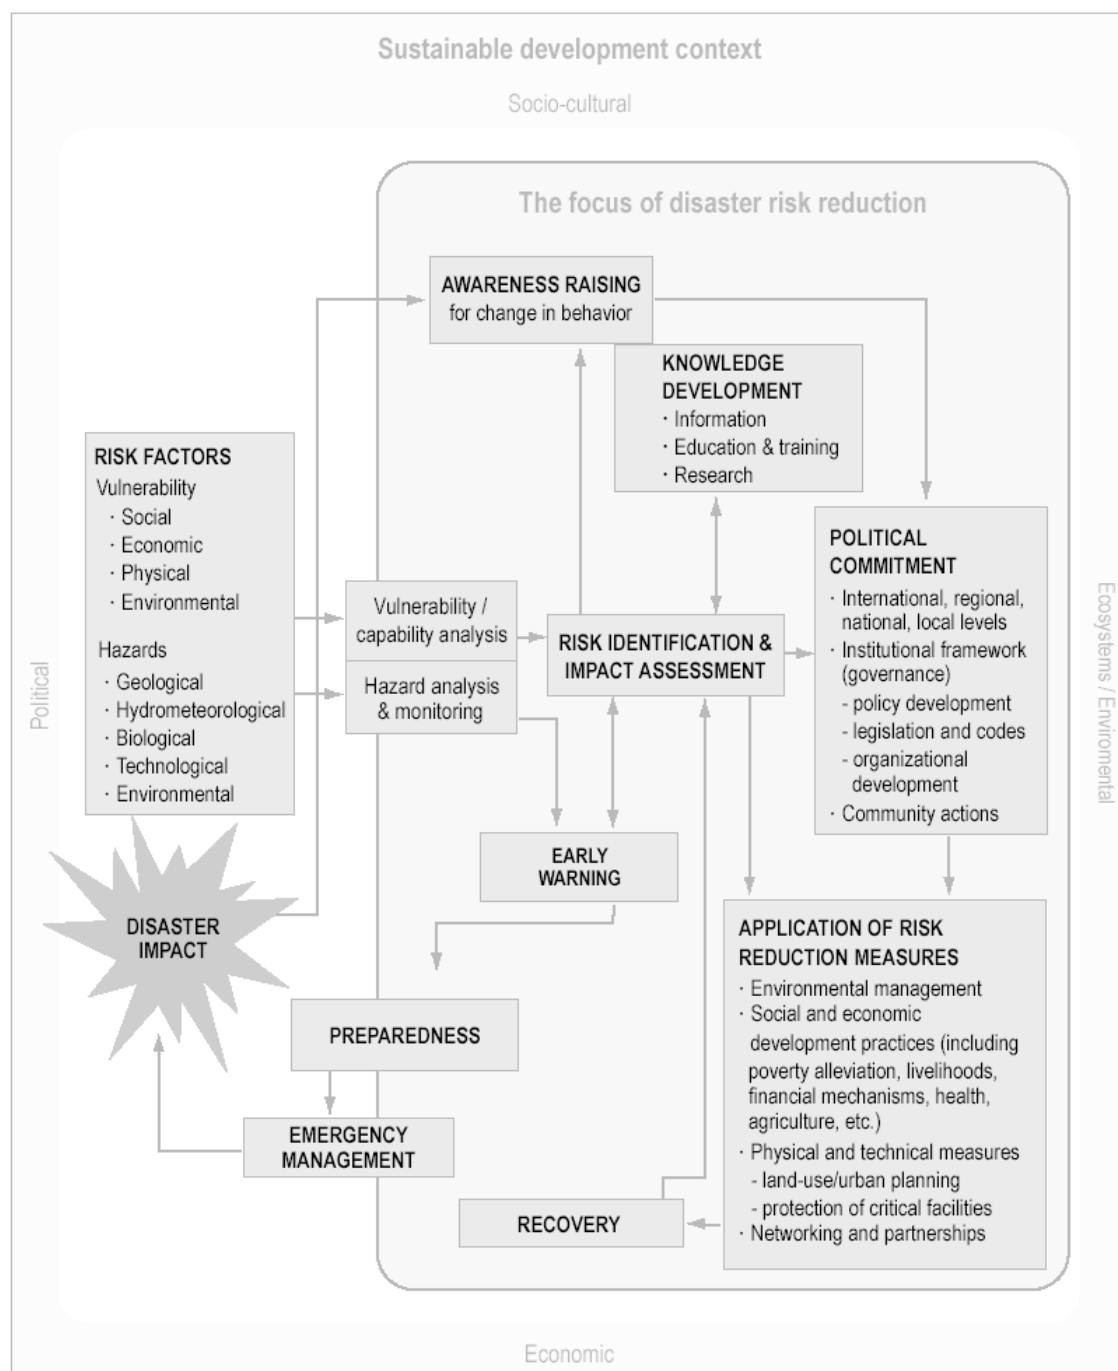 Sustainable development context
Socio-cultural
The focus of disaster risk reduction
AWARENESS RAISING
for change in behavior
KNOWLEDGE
DEVELOPMENT
· Information
· Education & training
· Research
RISK FACTORS
Vulnerability
· Social
· Economic
· Physical
· Environmental
Hazards
· Geological
· Hydrometeorological
· Biological
· Technological
· Environmental
Vulnerability /
capability analysis
Hazard analysis
& monitoring
RISK IDENTIFICATION &
IMPACT ASSESSMENT
POLITICAL
COMMITMENT
· International, regional,
national, local levels
· Institutional framework
(governance)
- policy development
- legislation and codes
- organizational
development
· Community actions
Political
Ecosystems / Enviromental
EARLY
WARNING
DISASTER
IMPACT
APPLICATION OF RISK
REDUCTION MEASURES
· Environmental management
· Social and economic
development practices (including
poverty alleviation, livelihoods,
financial mechanisms, health,
agriculture, etc.)
· Physical and technical measures
- land-use/urban planning
- protection of critical facilities
· Networking and partnerships
PREPAREDNESS
EMERGENCY
MANAGEMENT
RECOVERY
Economic